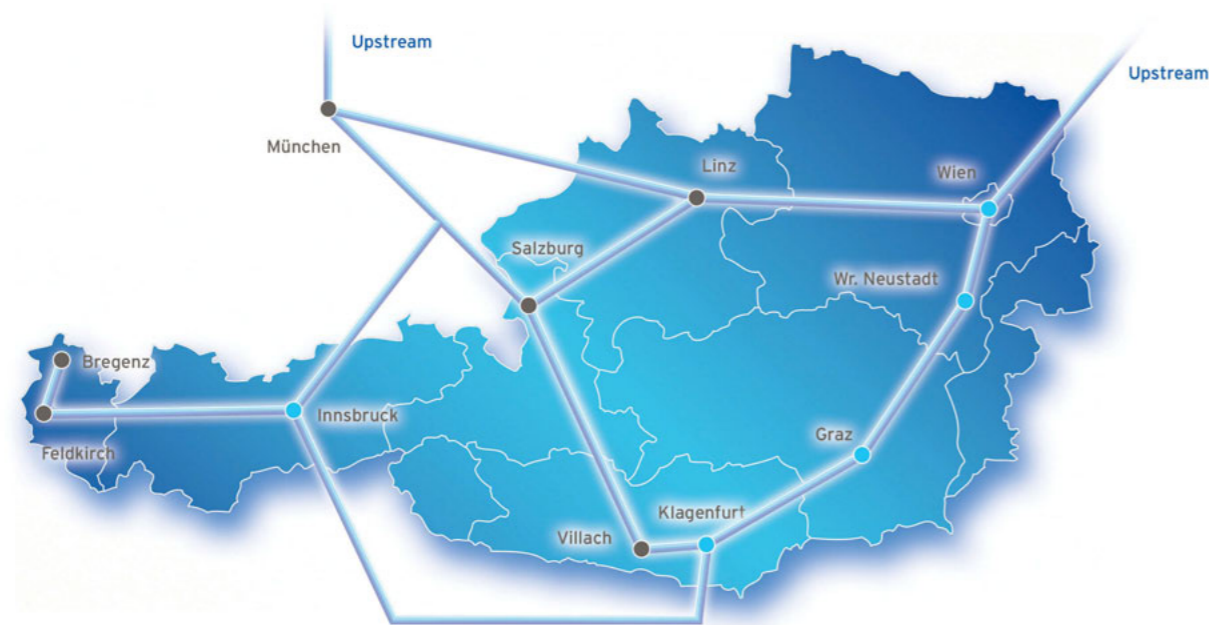 Upstream
Upstream
München
Linz
Wien
Salzburg
Wr. Neustadt
Bregenz
Innsbruck
Graz
Feldkirch
Klagenfurt
Villach